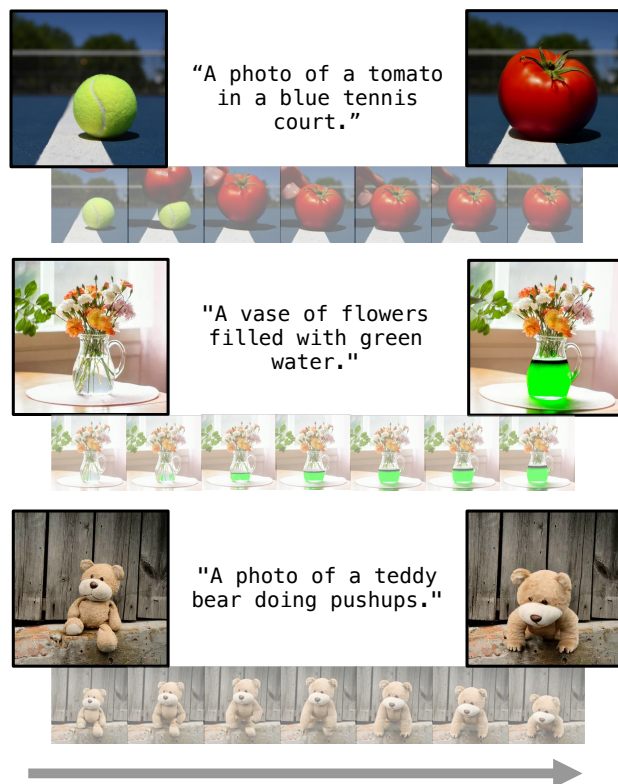 “A photo of a tomato
in a blue tennis
court.”
"A vase of flowers
filled with green
water."
"A photo of a teddy
bear doing pushups."